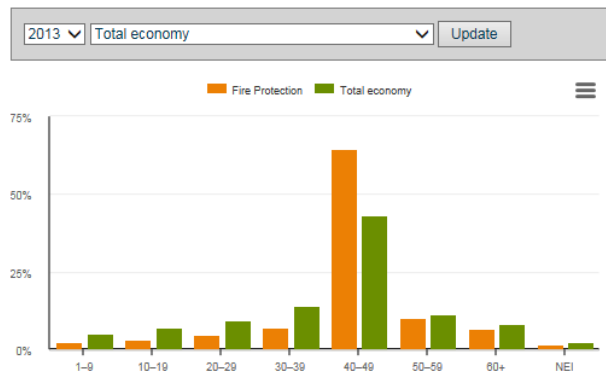 2013 Total economy Update
Fire Protection Total economy
75%
50%
25%
0%
1–9 10–19 20–29 30–39 40–49 50–59 60+ NEI